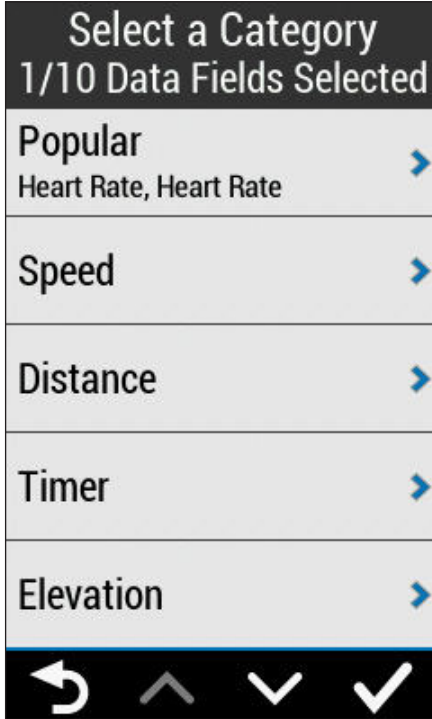 Select a Category
1/10 Data Fields Selected
Popular
Heart Rate, Heart Rate
Speed
Distance
Timer
Elevation